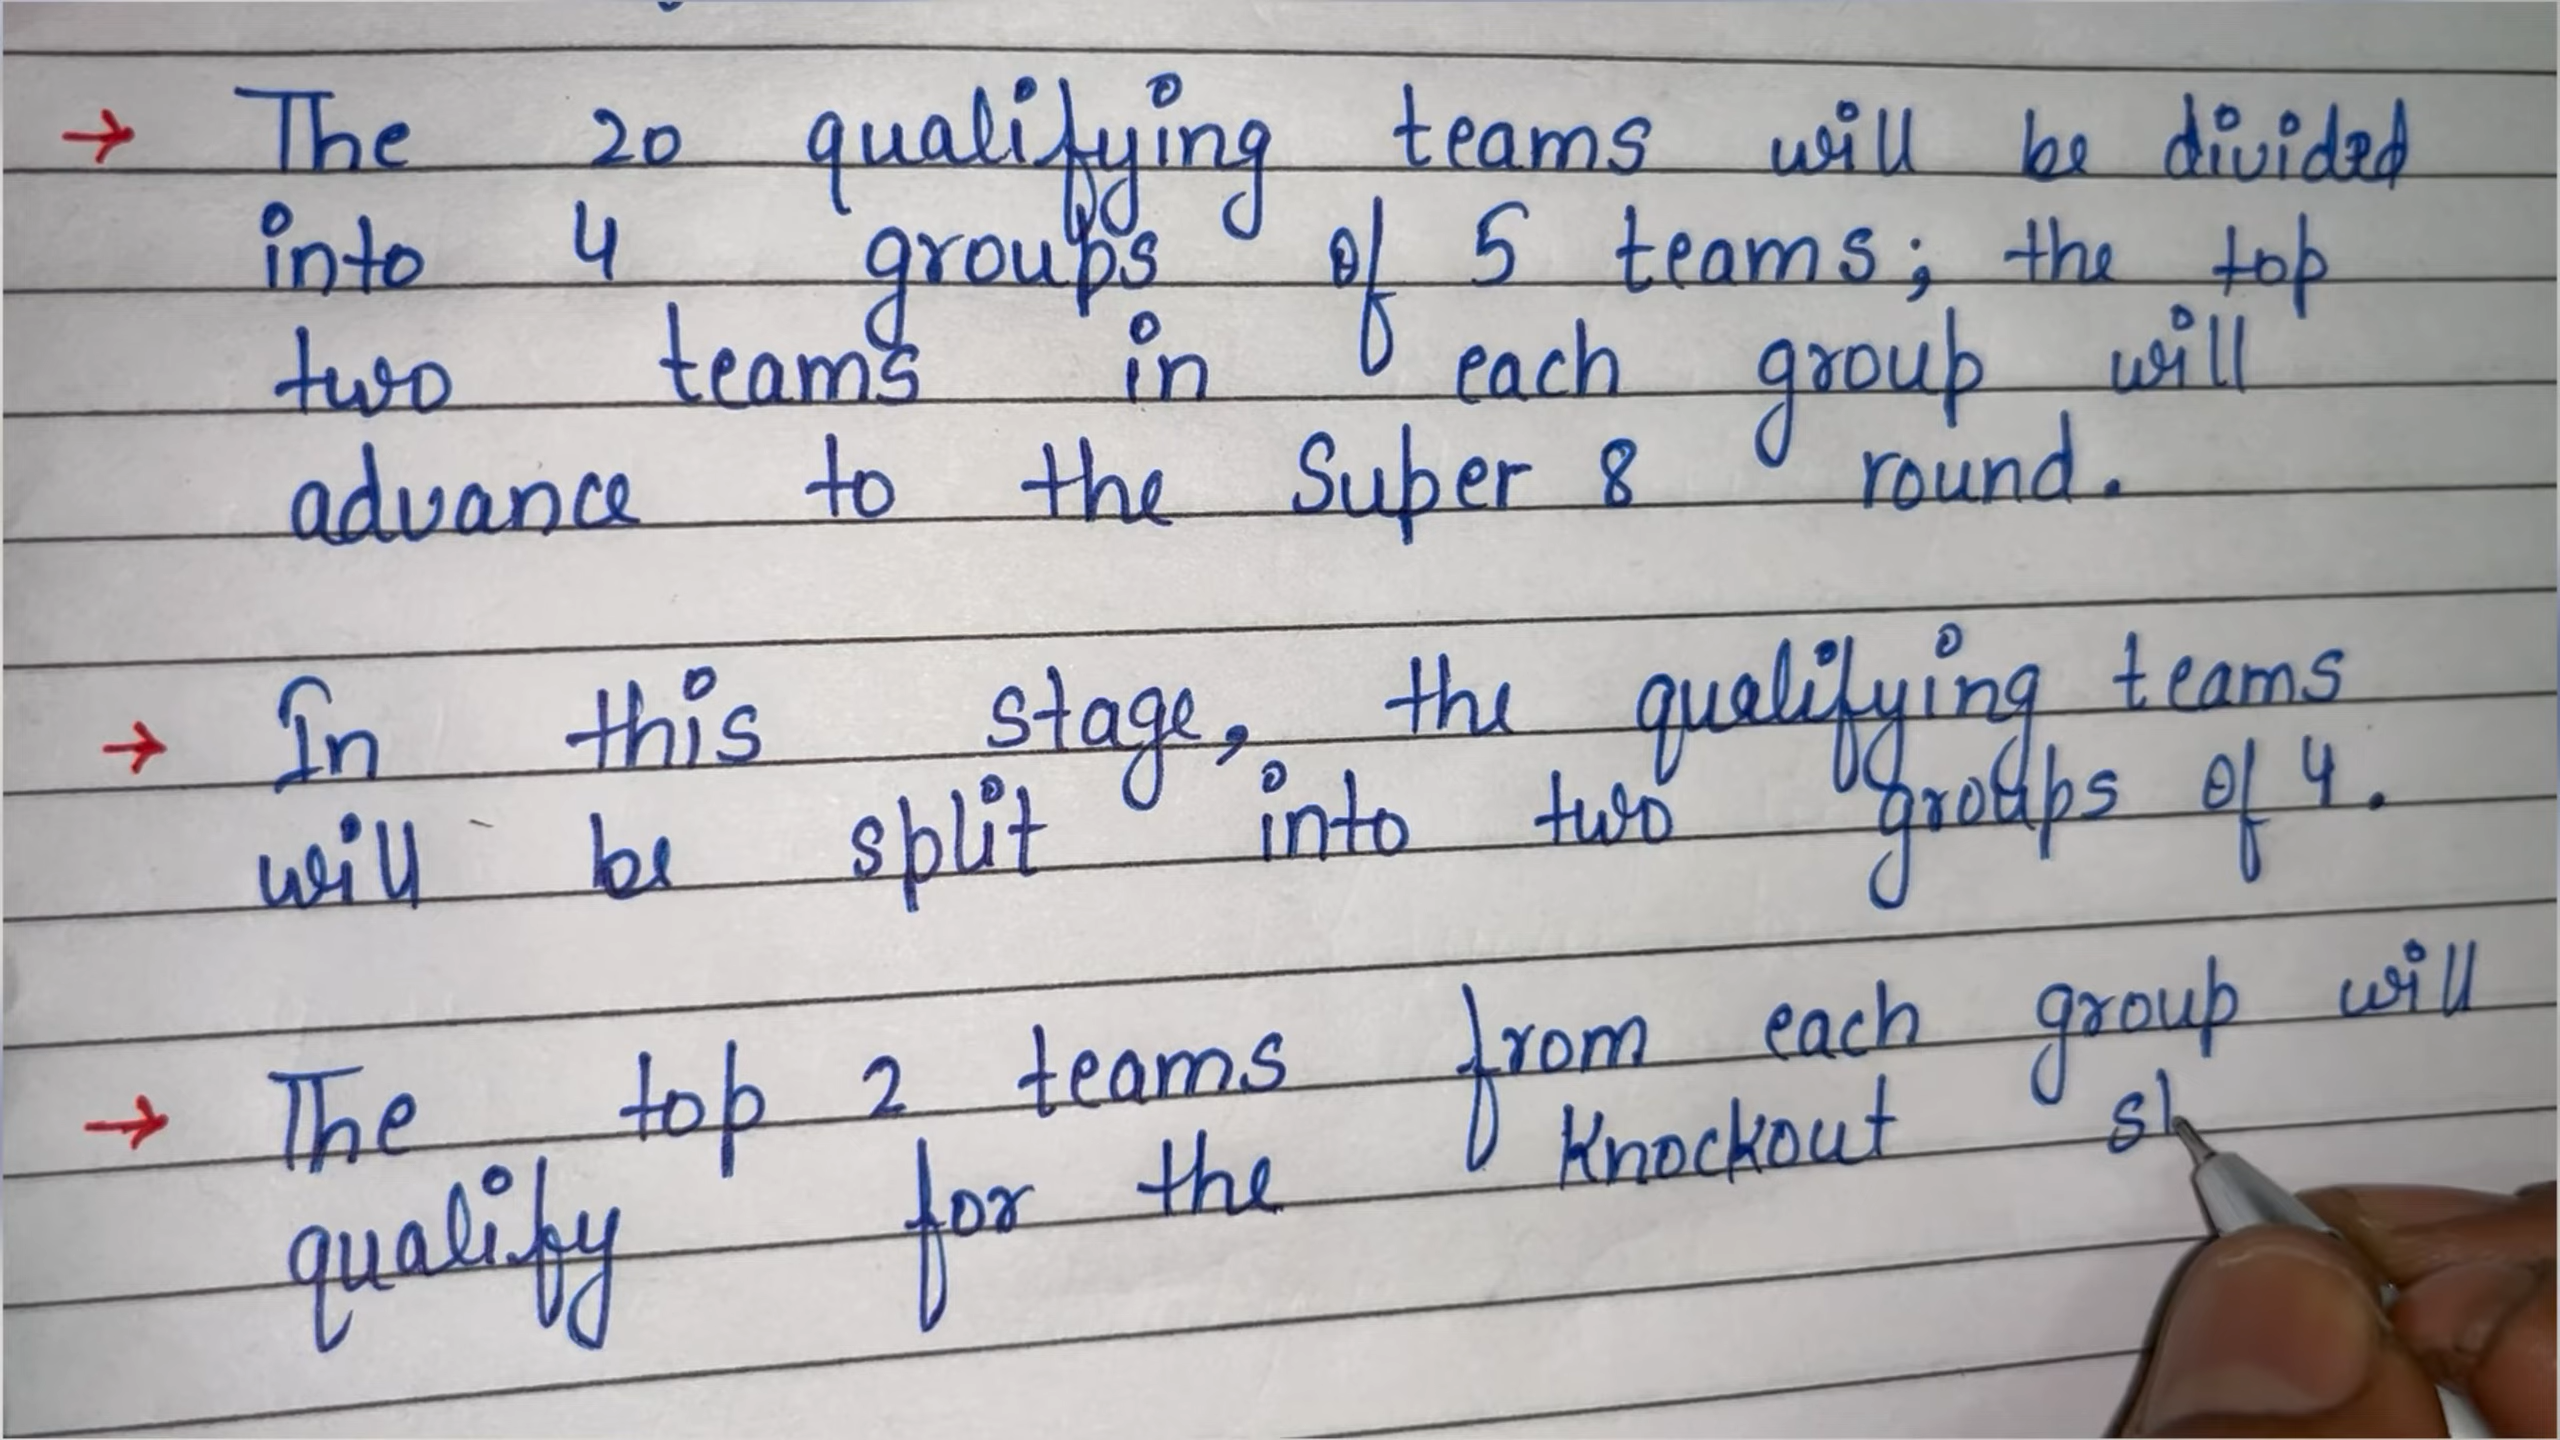 → The 20 qualifying teams will be divided
into 4 groups of 5 teams; the top
two teams in each group will
advance to the Super 8 round.
→ In this stage, the qualifying teams
will be split into two groups of 4.
→ The top 2 teams from each group will
qualify for the Knockout